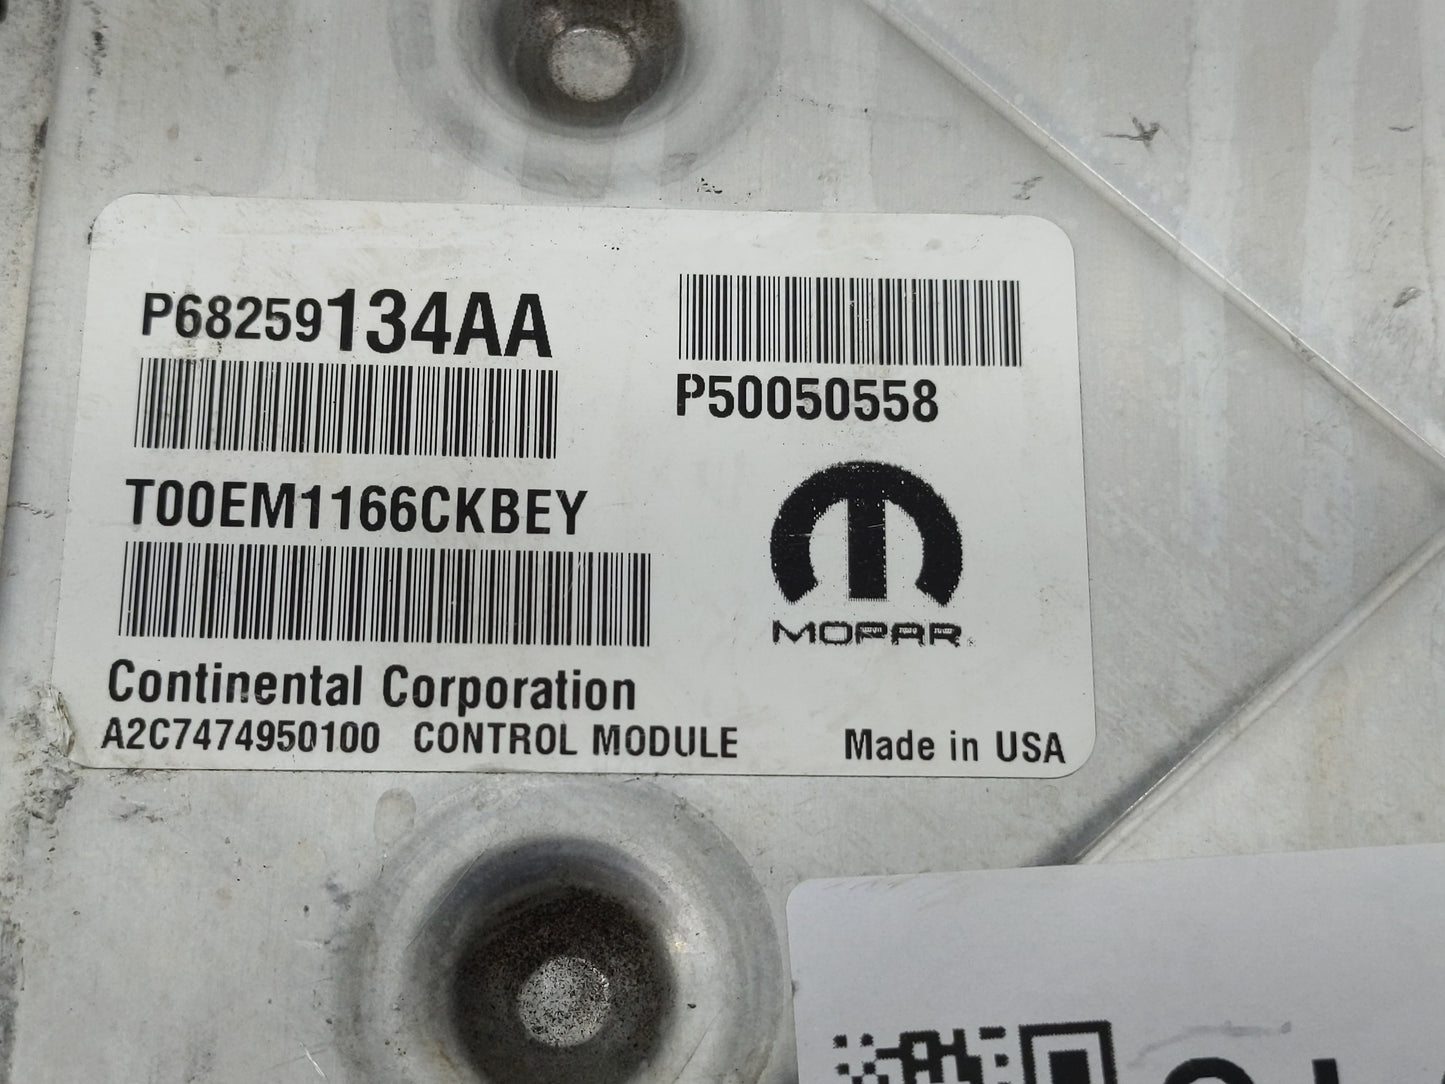 P68259134AA
P50050558
T00EM1166CKBEY
MOPAR
Continental Corporation
A2C7474950100 CONTROL MODULE
Made in USA